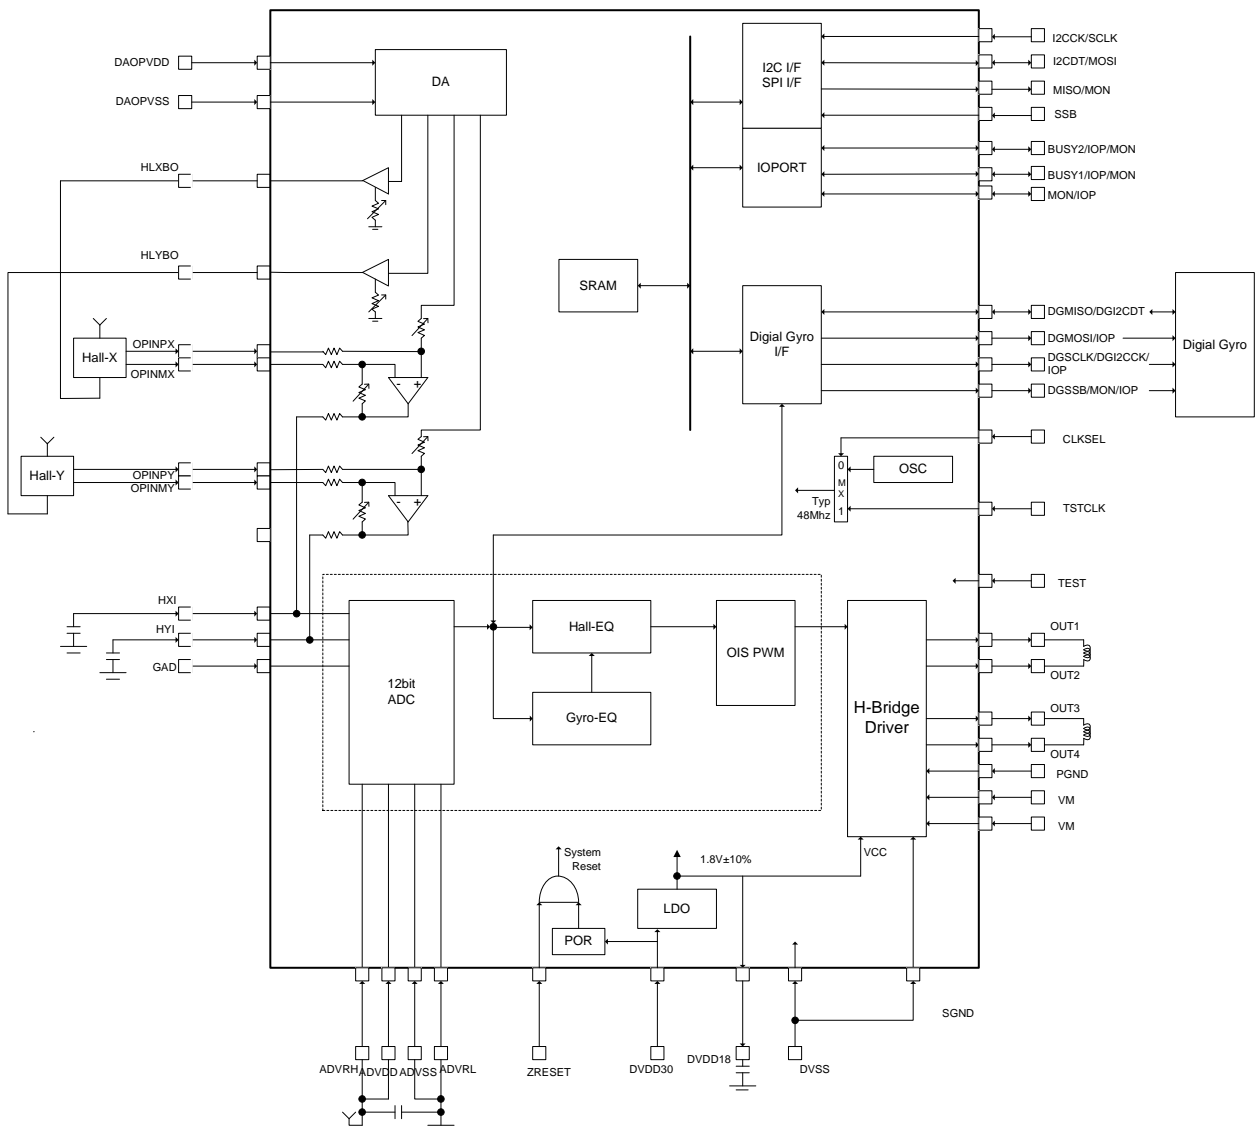 DAOPVDD
DAOPVSS
DA
HLXBO
HLYBO
Hall-X
OPINPX
OPINMX
- +
Hall-Y
OPINPY
OPINMY
- +
HXI
HYI
GAD
12bit
ADC
Hall-EQ
Gyro-EQ
OIS PWM
H-Bridge
Driver
SRAM
I2C I/F
SPI I/F
IOPORT
Digial Gyro
I/F
I2CCK/SCLK
I2CDT/MOSI
MISO/MON
SSB
BUSY2/IOP/MON
BUSY1/IOP/MON
MON/IOP
DGMISO/DGI2CDT
DGMOSI/IOP
DGSCLK/DGI2CCK/
IOP
DGSSB/MON/IOP
Digial Gyro
CLKSEL
OSC
0
M
X
1
Typ
48Mhz
TSTCLK
TEST
OUT1
OUT2
OUT3
OUT4
PGND
VM
VM
VCC
System
Reset
1.8V±10%
LDO
POR
SGND
ADVRH
ADVDD
ADVSS
ADVRL
ZRESET
DVDD30
DVDD18
DVSS